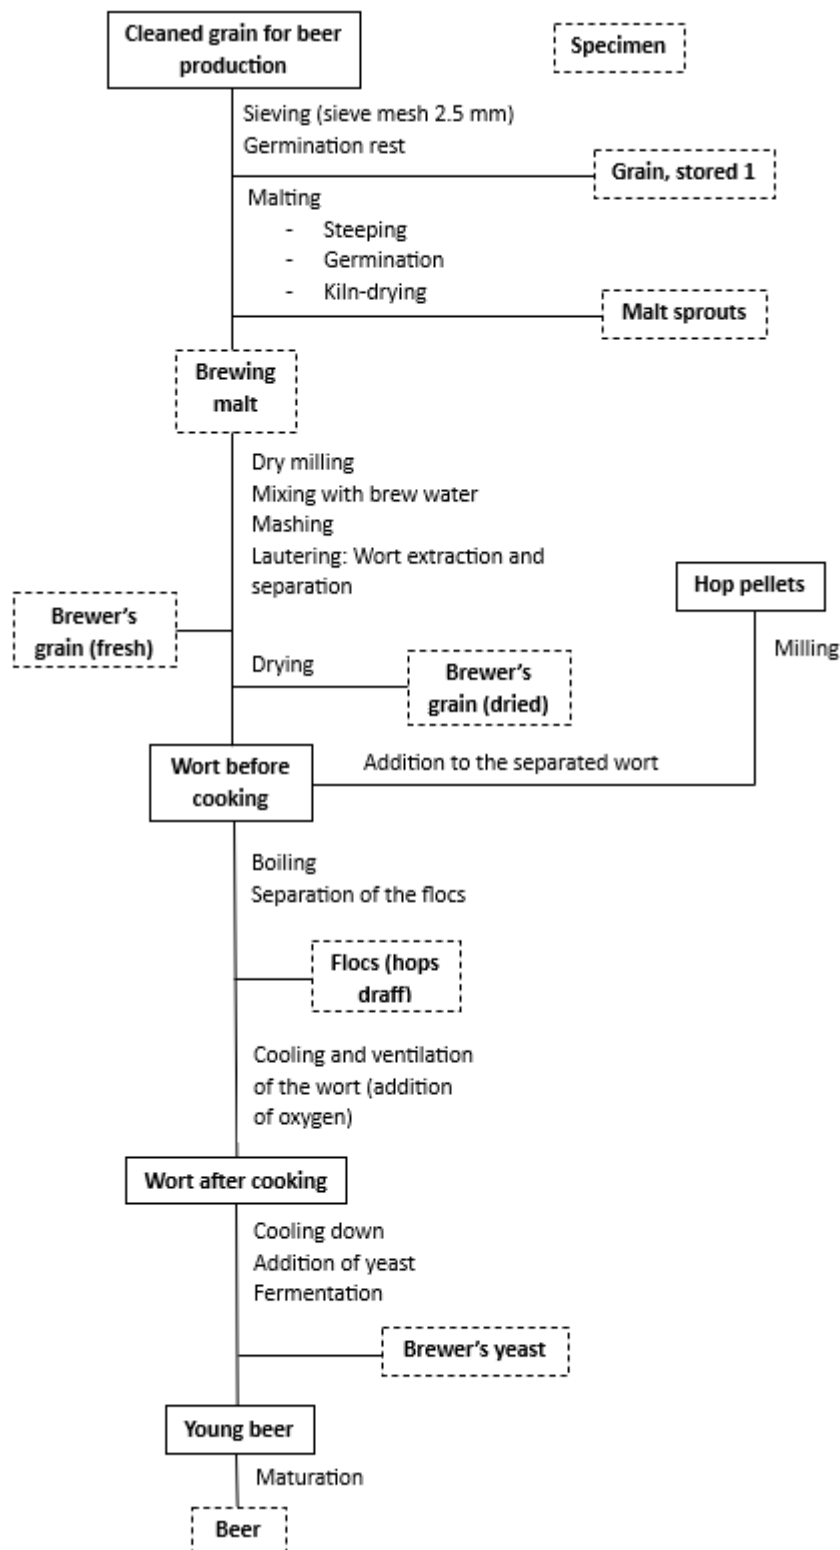 Cleaned grain for beer
production
Specimen
Sieving (sieve mesh 2.5 mm)
Germination rest
Grain, stored 1
Malting
- Steeping
- Germination
- Kiln-drying
Malt sprouts
Brewing
malt
Dry milling
Mixing with brew water
Mashing
Lautering: Wort extraction and
separation
Hop pellets
Brewer's
grain (fresh)
Milling
Drying
Brewer's
grain (dried)
Wort before
cooking
Addition to the separated wort
Boiling
Separation of the flocs
Flocs (hops
draff)
Cooling and ventilation
of the wort (addition
of oxygen)
Wort after cooking
Cooling down
Addition of yeast
Fermentation
Brewer's yeast
Young beer
Maturation
Beer